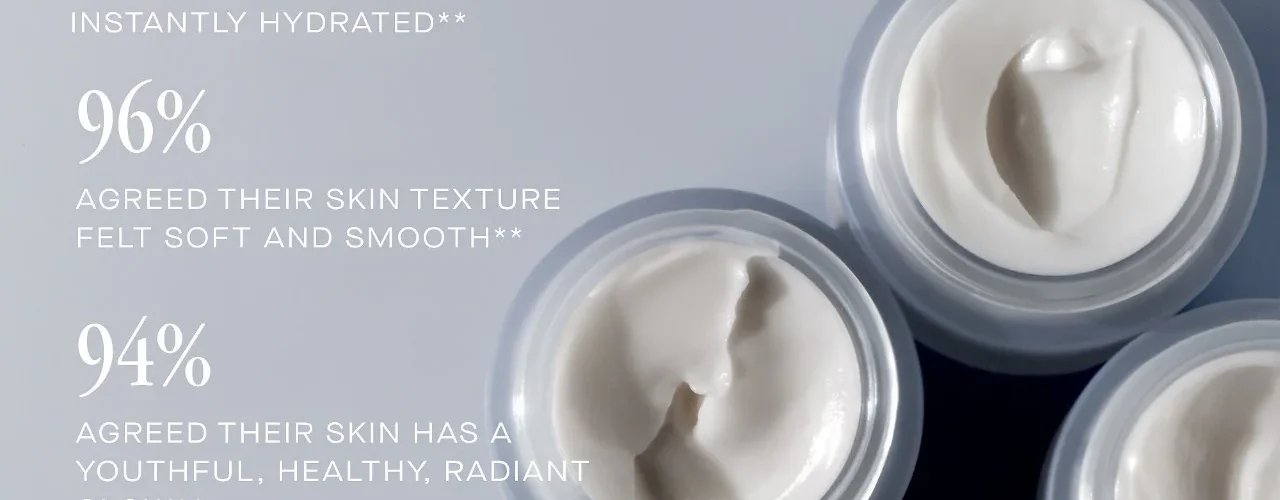 INSTANTLY HYDRATED**
96%
AGREED THEIR SKIN TEXTURE
FELT SOFT AND SMOOTH**
94%
AGREED THEIR SKIN HAS A
YOUTHFUL, HEALTHY, RADIANT